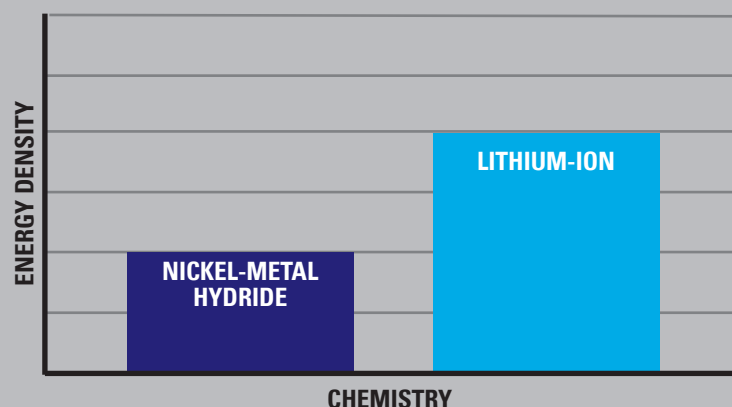 ENERGY DENSITY
LITHIUM-ION
NICKEL-METAL
HYDRIDE
CHEMISTRY